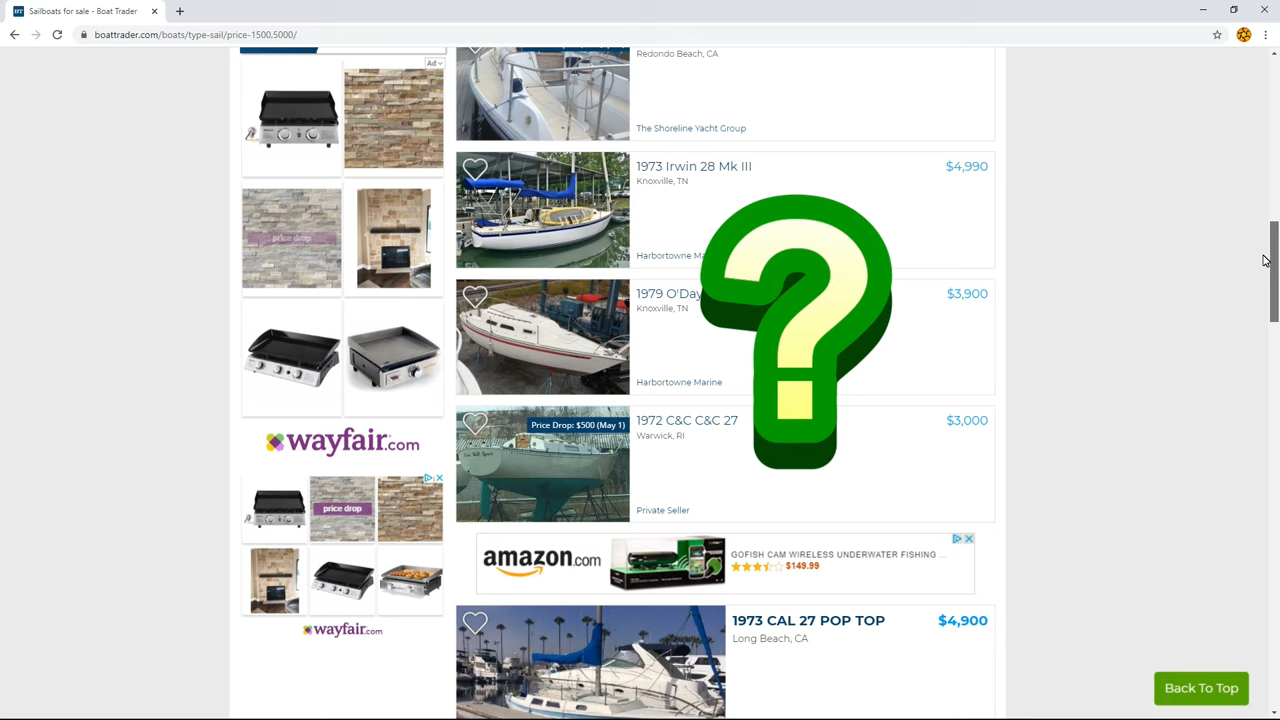 Sailboats for sale - Boat Trader
boattrader.com/boats/type-sail/price-1500,5000/
Ad
price drop
wayfair.com
price drop
wayfair.com
Redondo Beach, CA
The Shoreline Yacht Group
1973 Irwin 28 Mk III
$4,990
Knoxville, TN
Harbortowne Ma
1979 O'Day
$3,900
Knoxville, TN
Harbortowne Marine
Price Drop: $500 (May 1)
1972 C&C C&C 27
$3,000
Warwick, RI
Private Seller
amazon.com
GOFISH CAM WIRELESS UNDERWATER FISHING ...
$149.99
1973 CAL 27 POP TOP
$4,900
Long Beach, CA
Back To Top
?